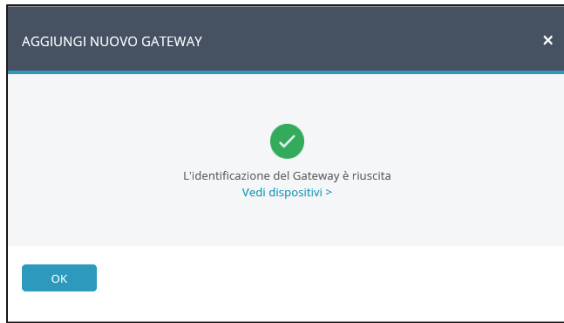 AGGIUNGI NUOVO GATEWAY ×
L'identificazione del Gateway è riuscita
Vedi dispositivi >
OK